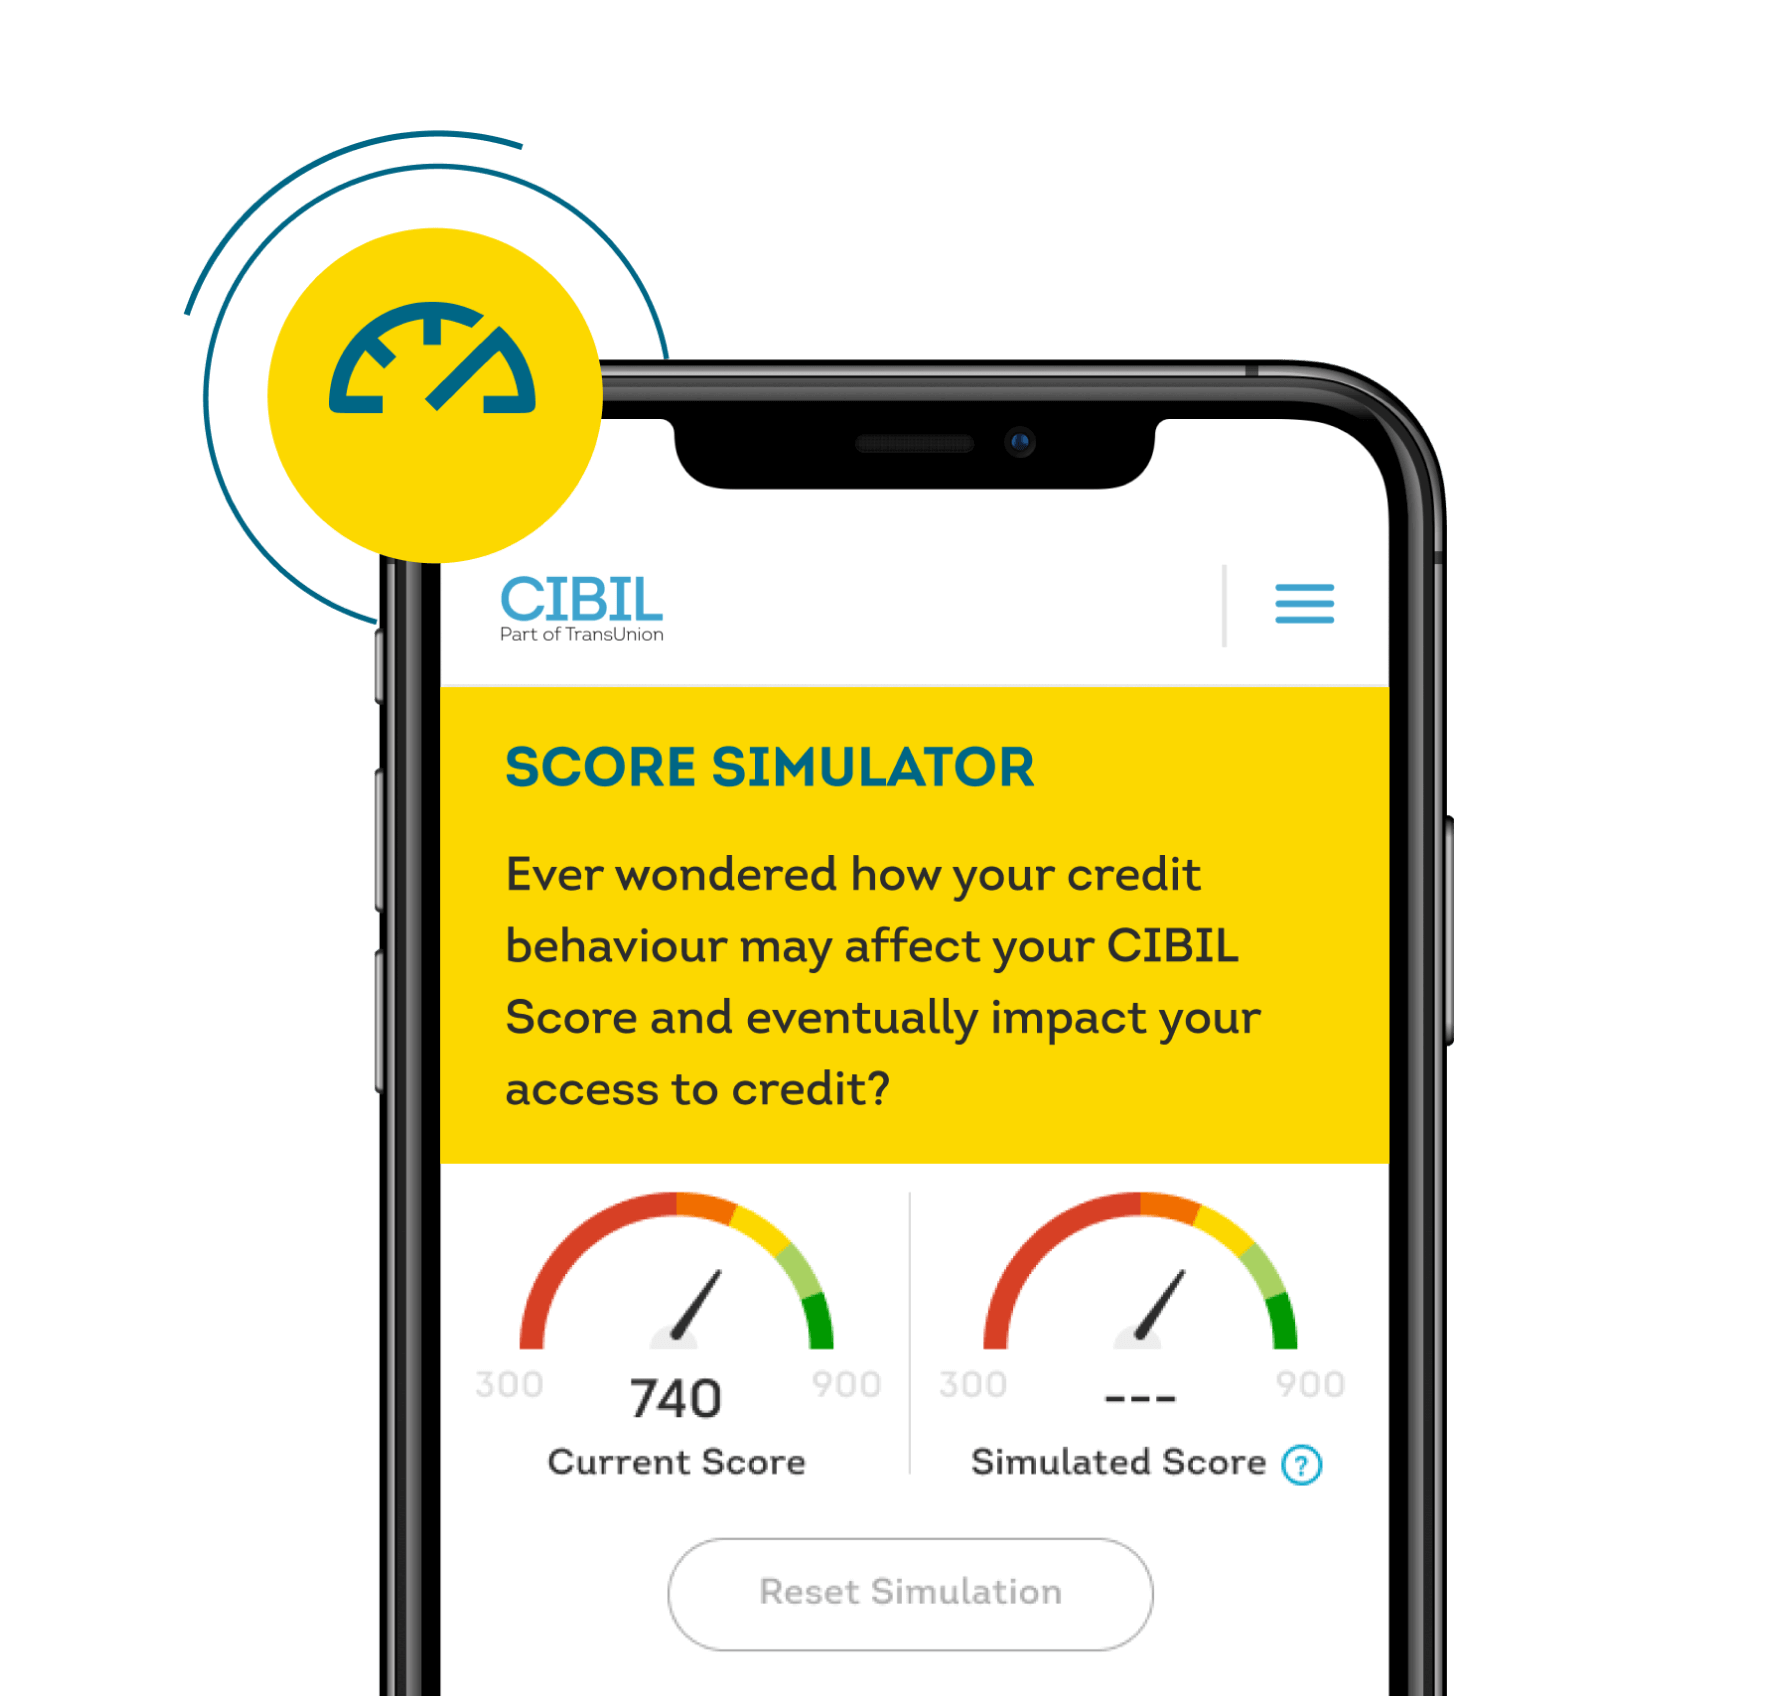 CIBIL
Part of TransUnion
SCORE SIMULATOR
Ever wondered how your credit
behaviour may affect your CIBIL
Score and eventually impact your
access to credit?
300 740 900
Current Score
300 --- 900
Simulated Score ?
Reset Simulation